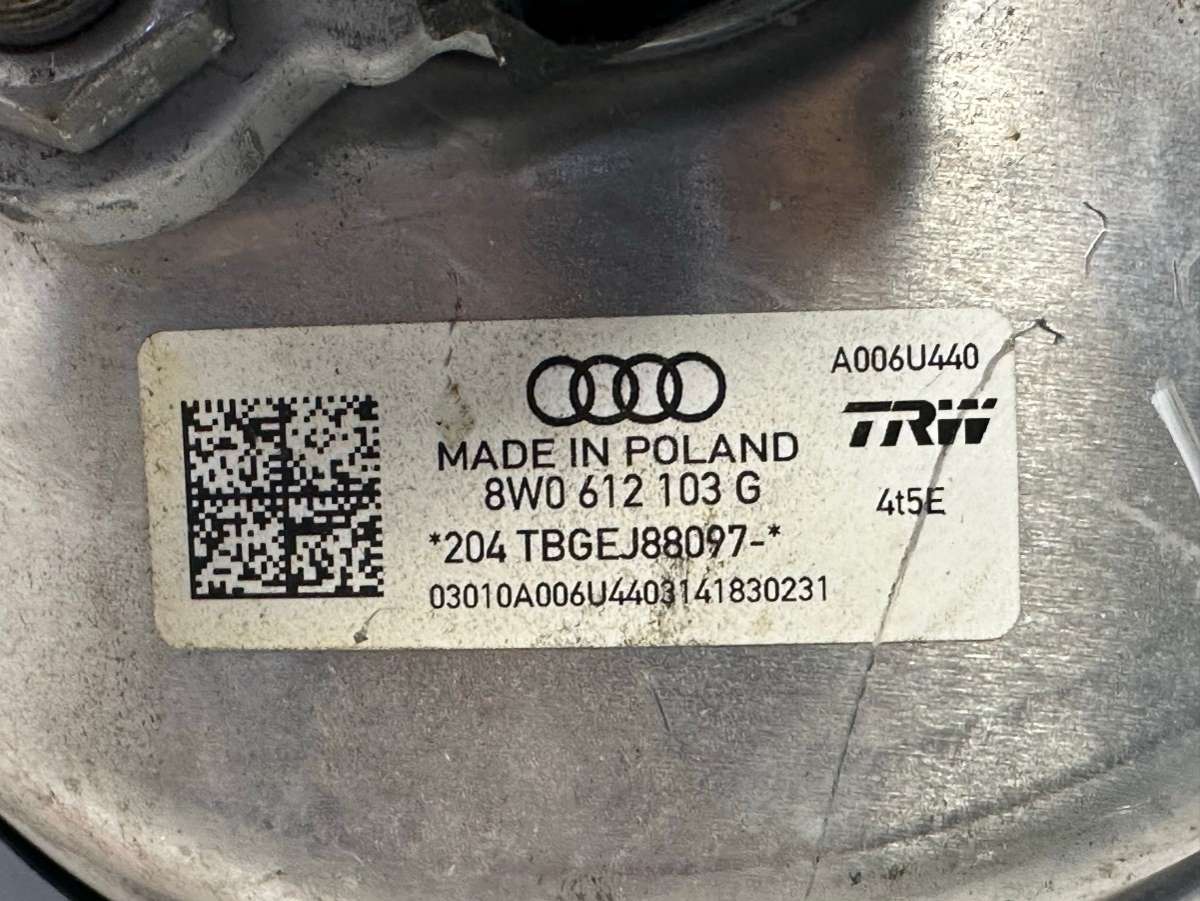 A006U440
TRW
MADE IN POLAND
8W0 612 103 G
4t5E
*204 TBGEJ88097-*
03010A006U4403141830231